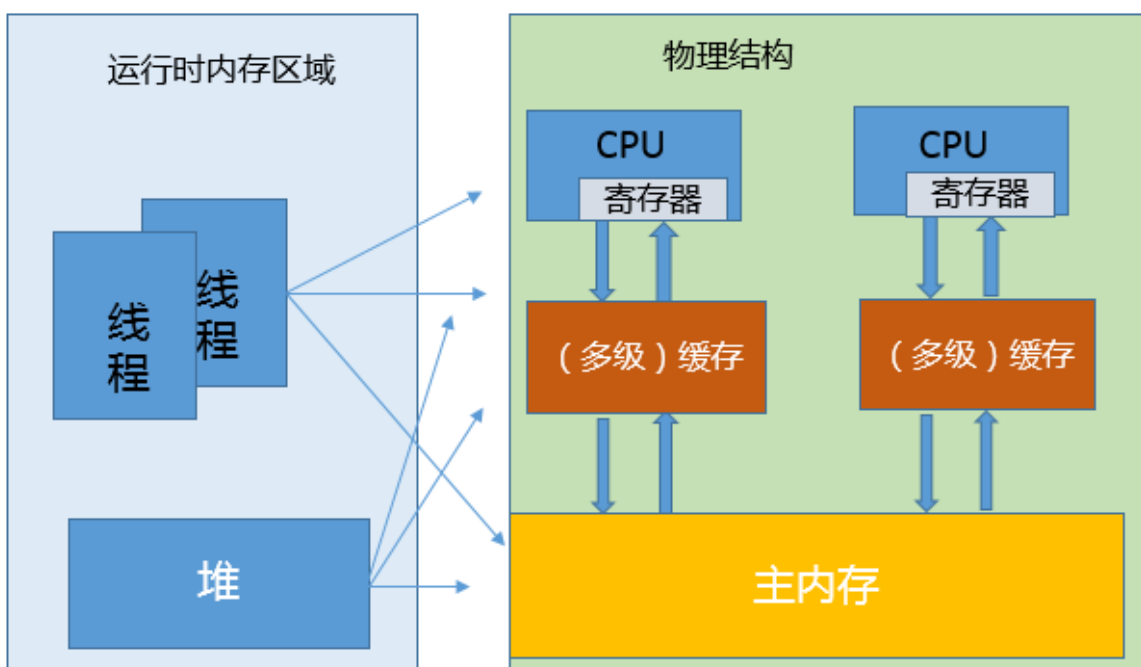 运行时内存区域
线
程
线
程
堆
物理结构
CPU
寄存器
CPU
寄存器
（多级）缓存
（多级）缓存
主内存